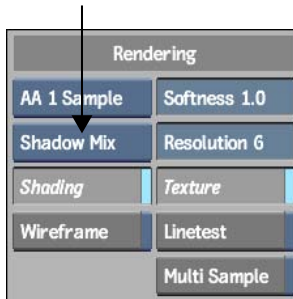 Rendering
AA 1 Sample Softness 1.0
Shadow Mix Resolution 6
Shading Texture
Wireframe Linetest
Multi Sample